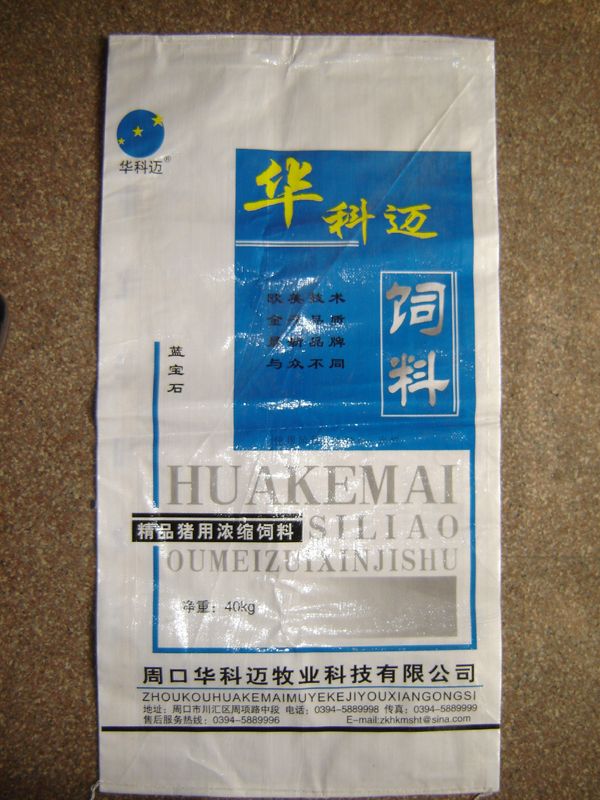 华科迈®
华科迈
饲料
欧美技术
金牌品质
最新品牌
与众不同
蓝宝石
HUAKEMAI
SILIAO
精品猪用浓缩饲料
OUMEIZUIXINJISHU
净重：40kg
周口华科迈牧业科技有限公司
ZHOUKOUHUAKEMAIMUYEKEJIYOUXIANGONGSI
地址：周口市川汇区周项路中段 电话：0394-5889998 传真：0394-5889999
售后服务热线：0394-5889996 E-mail:zkhkmsht@sina.com